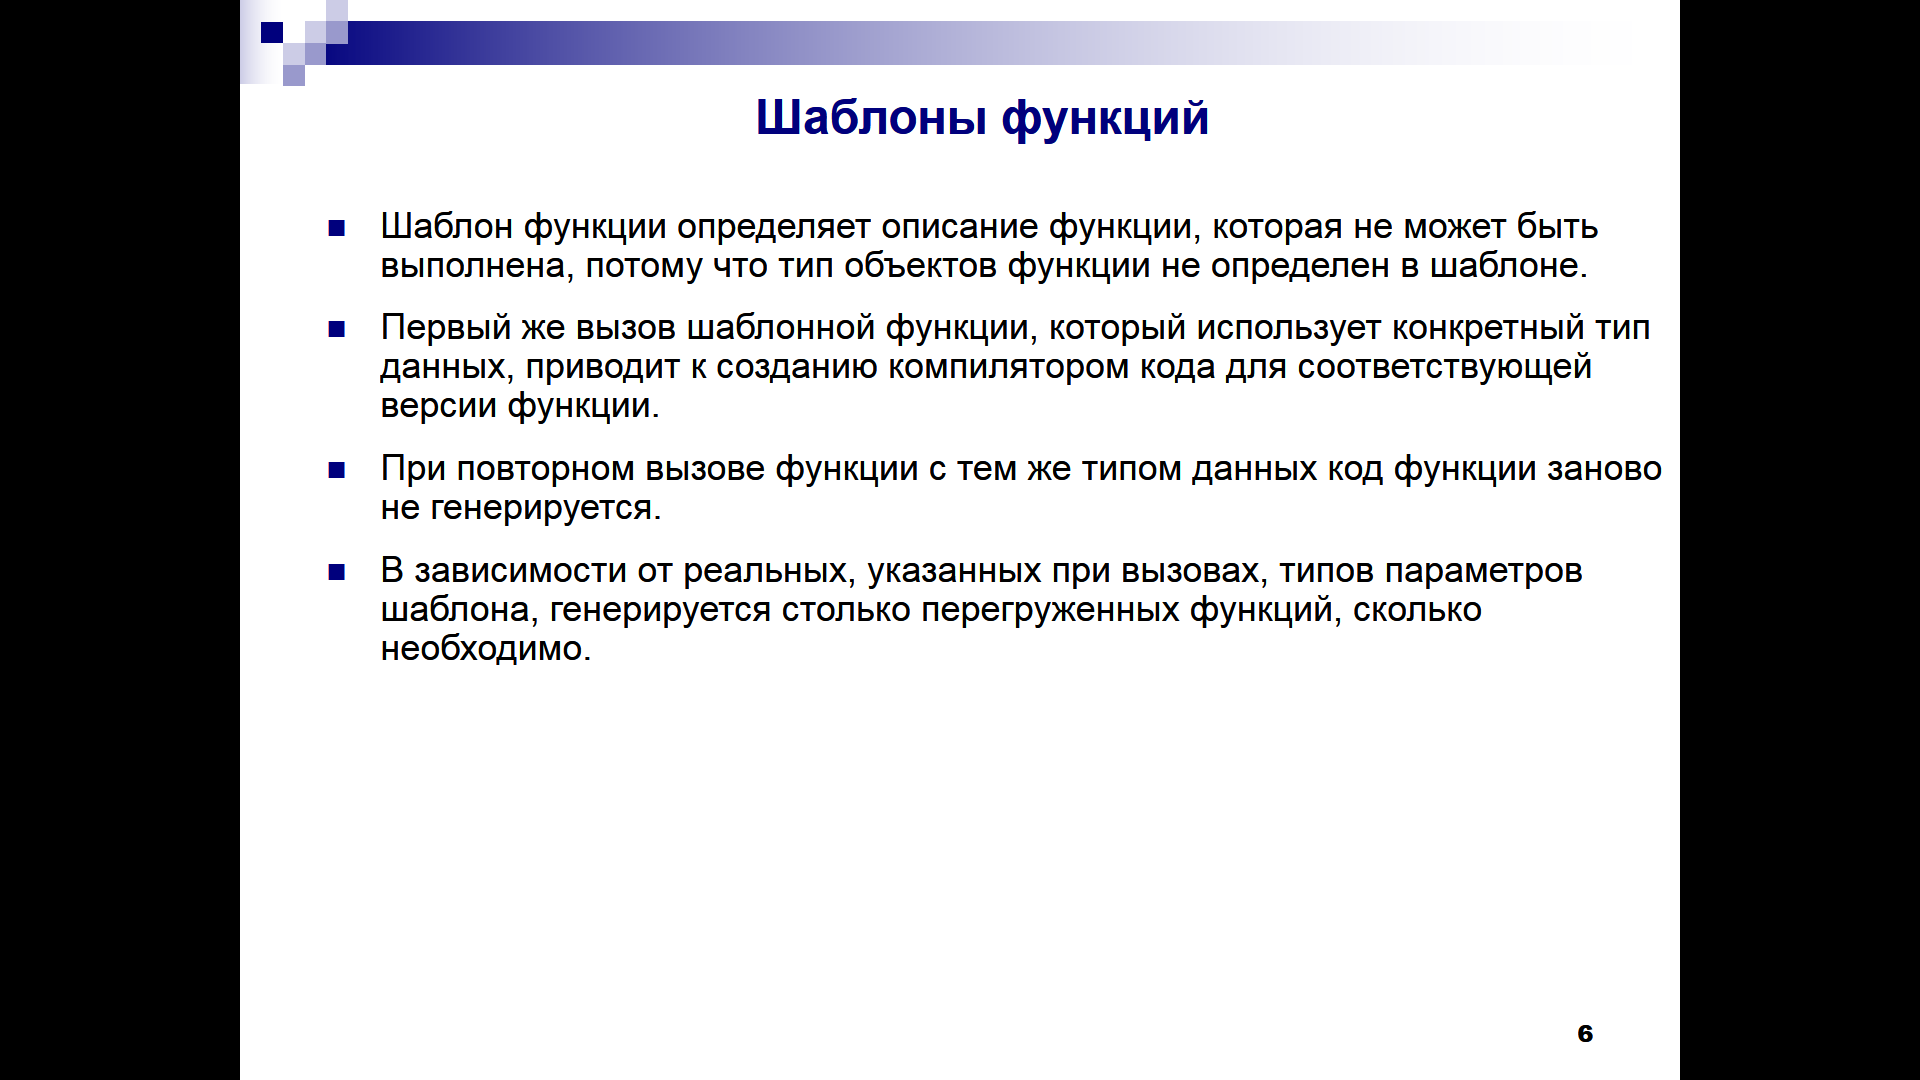 Шаблоны функций
Шаблон функции определяет описание функции, которая не может быть
выполнена, потому что тип объектов функции не определен в шаблоне.
Первый же вызов шаблонной функции, который использует конкретный тип
данных, приводит к созданию компилятором кода для соответствующей
версии функции.
При повторном вызове функции с тем же типом данных код функции заново
не генерируется.
В зависимости от реальных, указанных при вызовах, типов параметров
шаблона, генерируется столько перегруженных функций, сколько
необходимо.
6